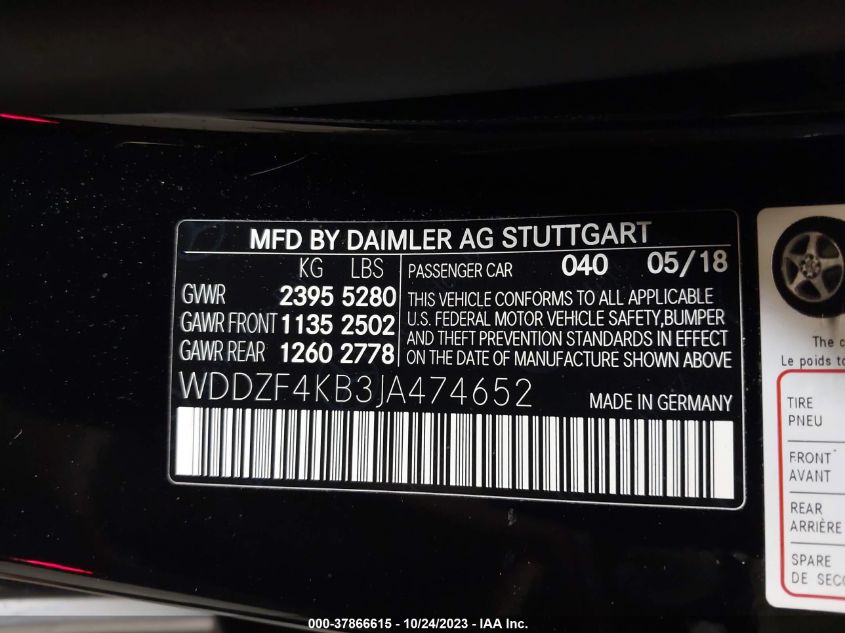 MFD BY DAIMLER AG STUTTGART
KG LBS
GVWR 2395 5280
GAWR FRONT 1135 2502
GAWR REAR 1260 2778
PASSENGER CAR 040 05/18
THIS VEHICLE CONFORMS TO ALL APPLICABLE
U.S. FEDERAL MOTOR VEHICLE SAFETY,BUMPER
AND THEFT PREVENTION STANDARDS IN EFFECT
ON THE DATE OF MANUFACTURE SHOWN ABOVE
WDDZF4KB3JA474652
MADE IN GERMANY
The
Le poids
TIRE
PNEU
FRONT
AVANT
REAR
ARRIÈRE
SPARE
DE
000-37866615 - 10/24/2023 - IAA Inc.